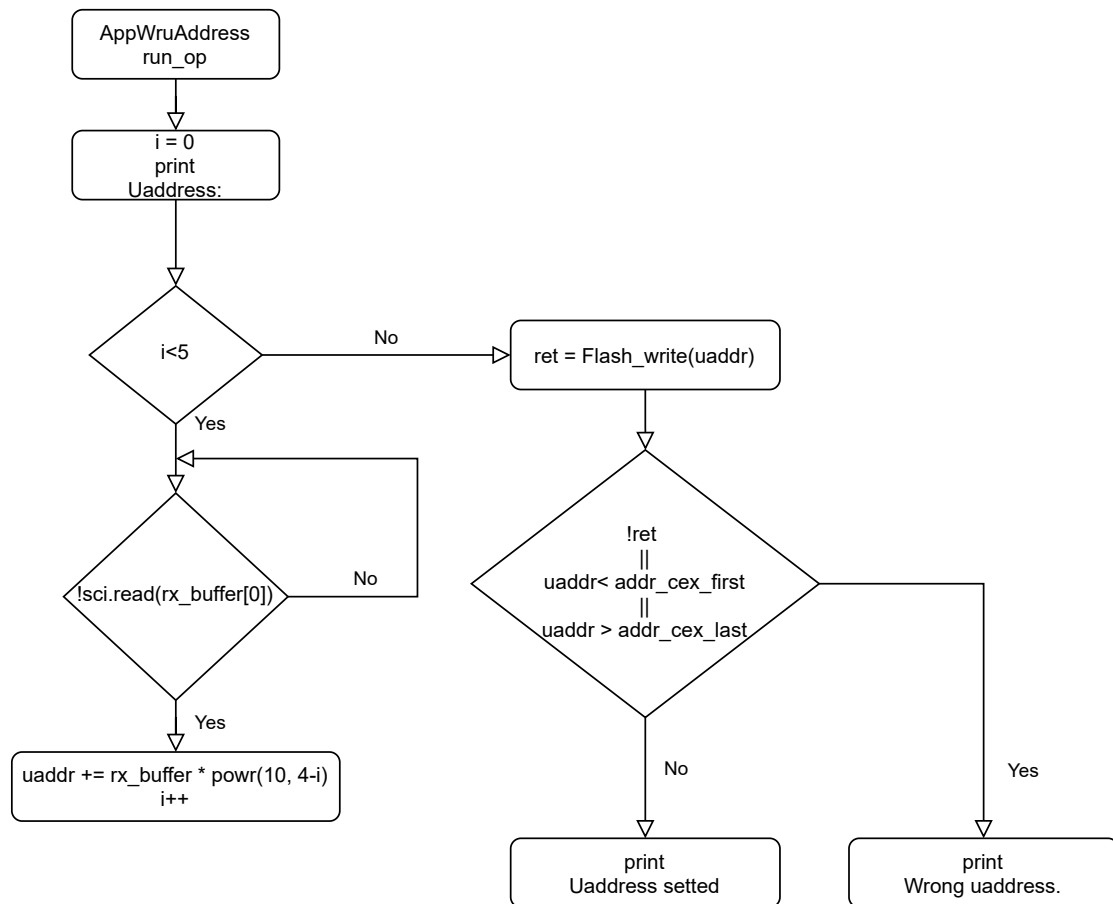 AppWruAddress
run_op
i = 0
print
Uaddress:
i<5
No
ret = Flash_write(uaddr)
Yes
!sci.read(rx_buffer[0])
No
!ret
||
uaddr< addr_cex_first
||
uaddr > addr_cex_last
Yes
uaddr += rx_buffer * powr(10, 4-i)
i++
No
Yes
print
Uaddress setted
print
Wrong uaddress.